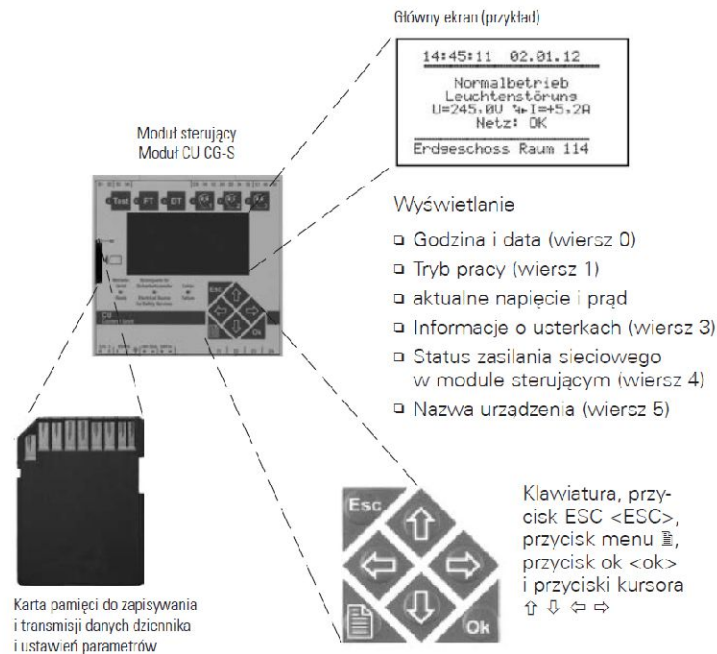 Główny ekran (przykład)
14:45:11 02.01.12
Normalbetrieb
Leuchtenstörung
U=245.0V I=+5.2A
Netz: OK
Erdgeschoss Raum 114
Moduł sterujący
Moduł CU CG-S
Test PT DT
Wyświetlanie
❑ Godzina i data (wiersz 0)
❑ Tryb pracy (wiersz 1)
❑ aktualne napięcie i prąd
❑ Informacje o usterkach (wiersz 3)
❑ Status zasilania sieciowego
w module sterującym (wiersz 4)
❑ Nazwa urządzenia (wiersz 5)
Esc
Ok
Esc
Ok
Klawiatura, przy-
cisk ESC <ESC>,
przycisk menu 🖹,
przycisk ok <ok>
i przyciski kursora
⇧ ⇩ ⇦ ⇨
Karta pamięci do zapisywania
i transmisji danych dziennika
i ustawień parametrów